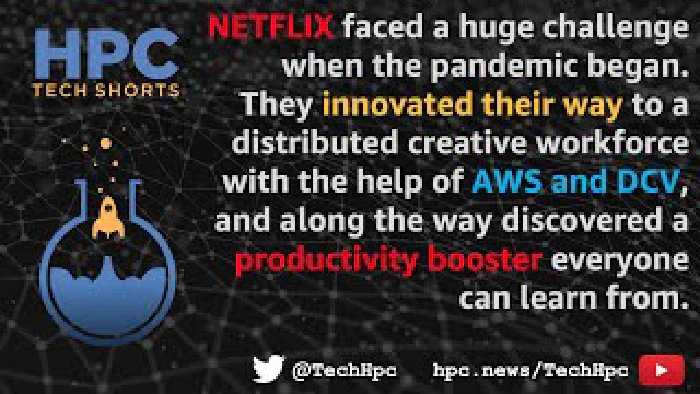 HPC
TECH SHORTS
NETFLIX faced a huge challenge
when the pandemic began.
They innovated their way to a
distributed creative workforce
with the help of AWS and DCV,
and along the way discovered a
productivity booster everyone
can learn from.
@TechHpc
hpc.news/TechHpc